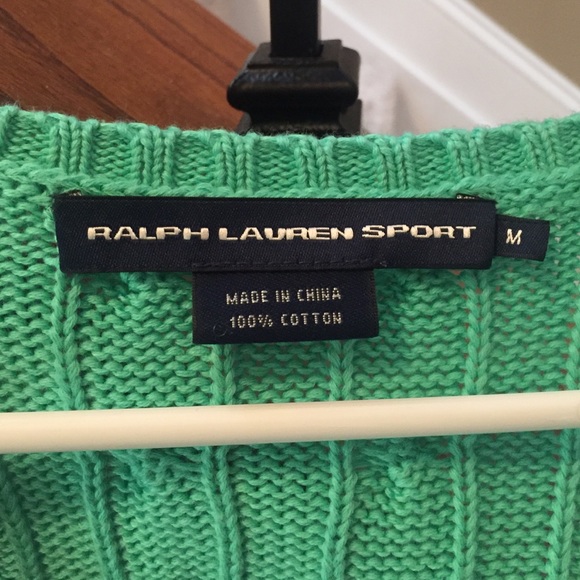 RALPH LAUREN SPORT
M
MADE IN CHINA
100% COTTON